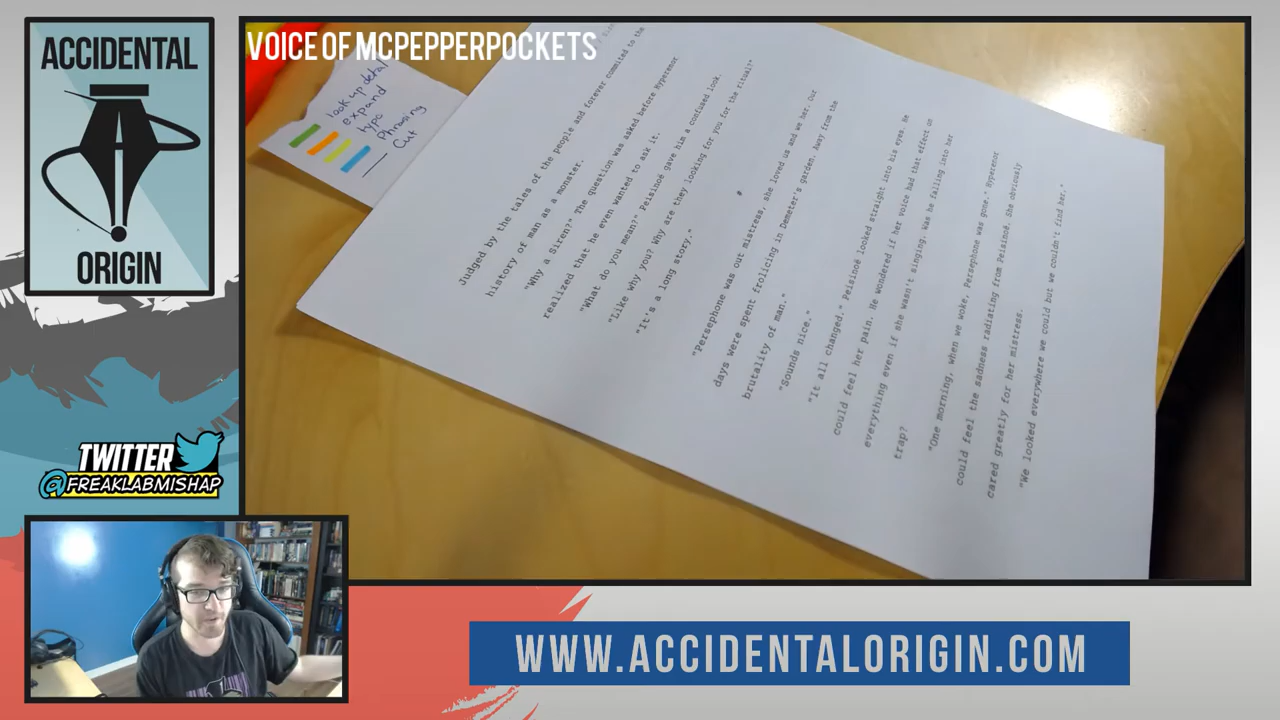 ACCIDENTAL
ORIGIN
VOICE OF MCPEPPERPOCKETS
look up detail
expand
typo
Phrasing
Cut
Judged by the tales of the people and forever commited to the
history of man as a monster.
"Why a Siren?" The question was asked before Hyperenor
realized that he even wanted to ask it.
"What do you mean?" Peisinoë gave him a confused look.
"Like why you? Why are they looking for you for the ritual?"
"It's a long story."
#
"Persephone was out mistress, she loved us and we her. Our
days were spent frolicing in Demeter's garden. Away from the
brutality of man."
"Sounds nice."
"It all changed." Peisinoë looked straight into his eyes. He
could feel her pain. He wondered if her voice had that effect on
everything even if she wasn't singing. Was he falling into her
trap?
"One morning, when we woke, Persephone was gone." Hyperenor
could feel the sadness radiating from Peisinoë. She obviously
cared greatly for her mistress.
"We looked everywhere we could but we couldn't find her."
TWITTER
@FREAKLABMISHAP
WWW.ACCIDENTALORIGIN.COM